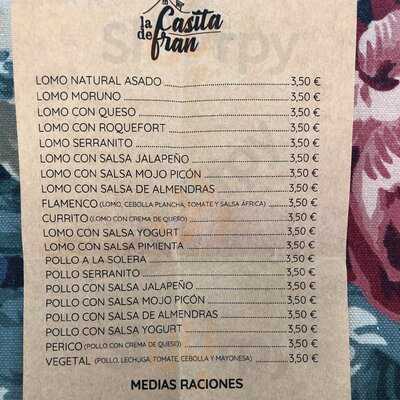 la Casita
de fran
LOMO NATURAL ASADO 3,50 €
LOMO MORUNO 3,50 €
LOMO CON QUESO 3,50 €
LOMO CON ROQUEFORT 3,50 €
LOMO SERRANITO 3,50 €
LOMO CON SALSA JALAPEÑO 3,50 €
LOMO CON SALSA MOJO PICÓN 3,50 €
LOMO CON SALSA DE ALMENDRAS 3,50 €
FLAMENCO (LOMO, CEBOLLA PLANCHA, TOMATE Y SALSA ÁFRICA) 3,50 €
CURRITO (LOMO CON CREMA DE QUESO) 3,50 €
LOMO CON SALSA YOGURT 3,50 €
LOMO CON SALSA PIMIENTA 3,50 €
POLLO A LA SOLERA 3,50 €
POLLO SERRANITO 3,50 €
POLLO CON SALSA JALAPEÑO 3,50 €
POLLO CON SALSA MOJO PICÓN 3,50 €
POLLO CON SALSA DE ALMENDRAS 3,50 €
POLLO CON SALSA YOGURT 3,50 €
PERICO (POLLO CON CREMA DE QUESO) 3,50 €
VEGETAL (POLLO, LECHUGA, TOMATE, CEBOLLA Y MAYONESA) 3,50 €
MEDIAS RACIONES